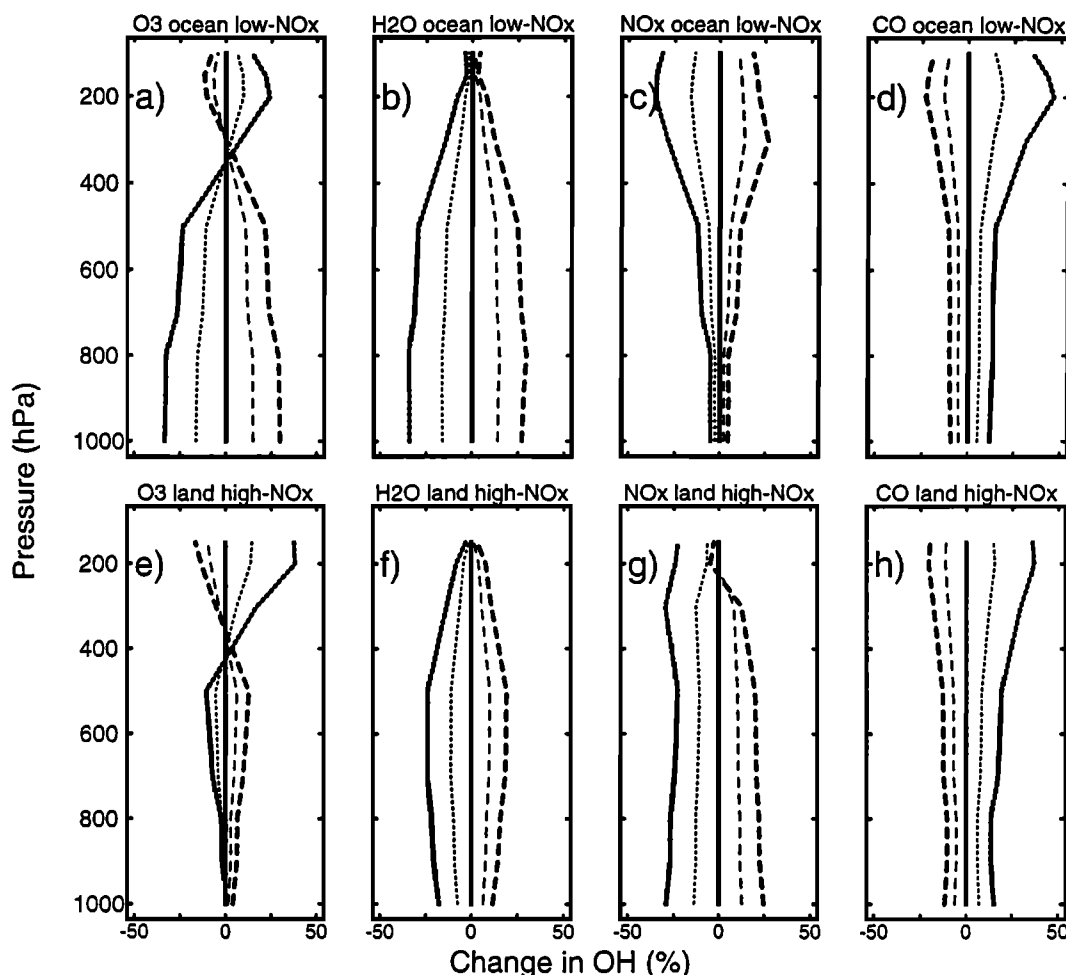 O3 ocean low-NOx
H2O ocean low-NOx
NOx ocean low-NOx
CO ocean low-NOx
a)
b)
c)
d)
200
400
600
800
1000
O3 land high-NOx
H2O land high-NOx
NOx land high-NOx
CO land high-NOx
e)
f)
g)
h)
200
400
600
800
1000
Pressure (hPa)
-50 0 50
-50 0 50
-50 0 50
-50 0 50
Change in OH (%)